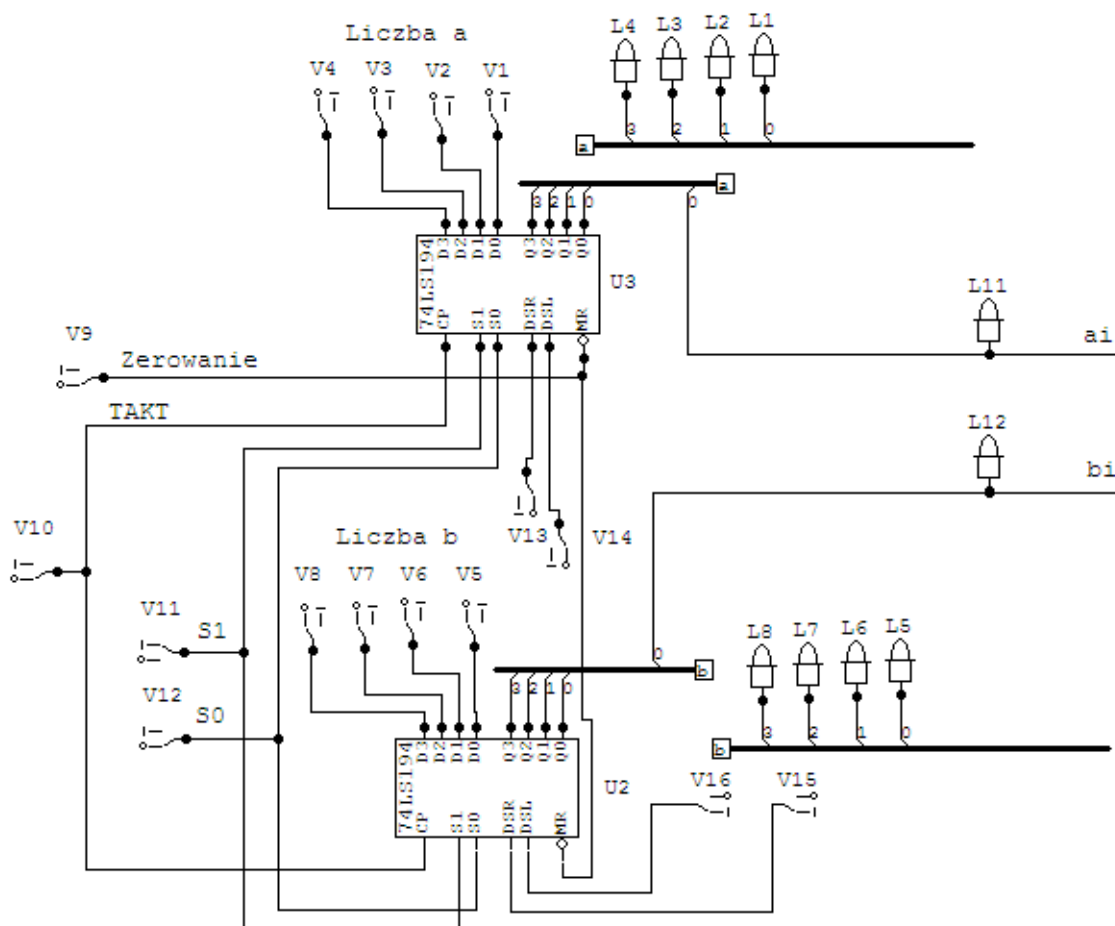 Liczba a
L4 L3 L2 L1
V4 V3 V2 V1
3 2 1 0
a
a
3 2 1 0
0
D3 D2 D1 D0 Q3 Q2 Q1 Q0
74LS194
U3
CP S1 S0 DSR DSL MR
L11
ai
V9
Zerowanie
TAKT
L12
bi
V10
V13
V14
Liczba b
V8 V7 V6 V5
V11
S1
L8 L7 L6 L5
0
b
V12
S0
3 2 1 0
3 2 1 0
b
D3 D2 D1 D0 Q3 Q2 Q1 Q0
74LS194
U2
V16 V15
CP S1 S0 DSR DSL MR